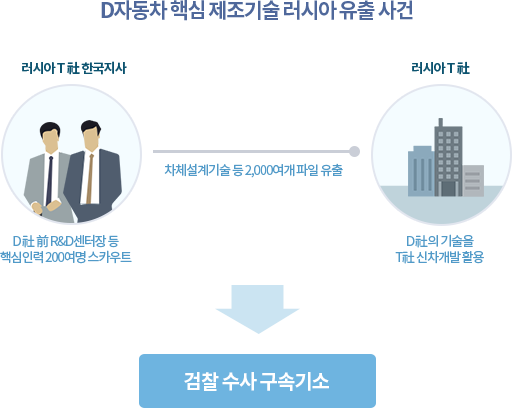 D자동차 핵심 제조기술 러시아 유출 사건
러시아 T 社 한국지사
러시아 T 社
차체설계기술 등 2,000여개 파일 유출
D 社 前 R&D센터장 등
핵심인력 200여명 스카우트
D社의 기술을
T社 신차개발 활용
검찰 수사 구속기소